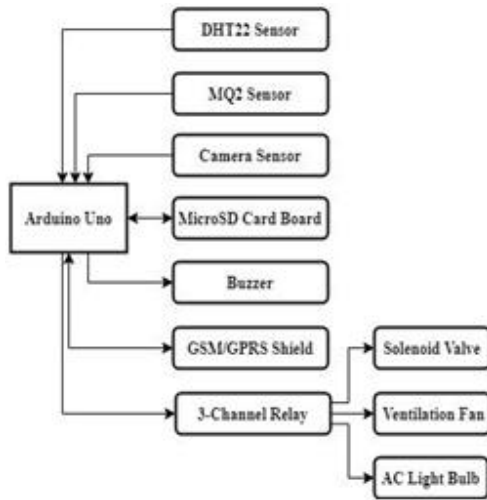 DHT22 Sensor
MQ2 Sensor
Camera Sensor
Arduino Uno
MicroSD Card Board
Buzzer
GSM/GPRS Shield
Solenoid Valve
3-Channel Relay
Ventilation Fan
AC Light Bulb